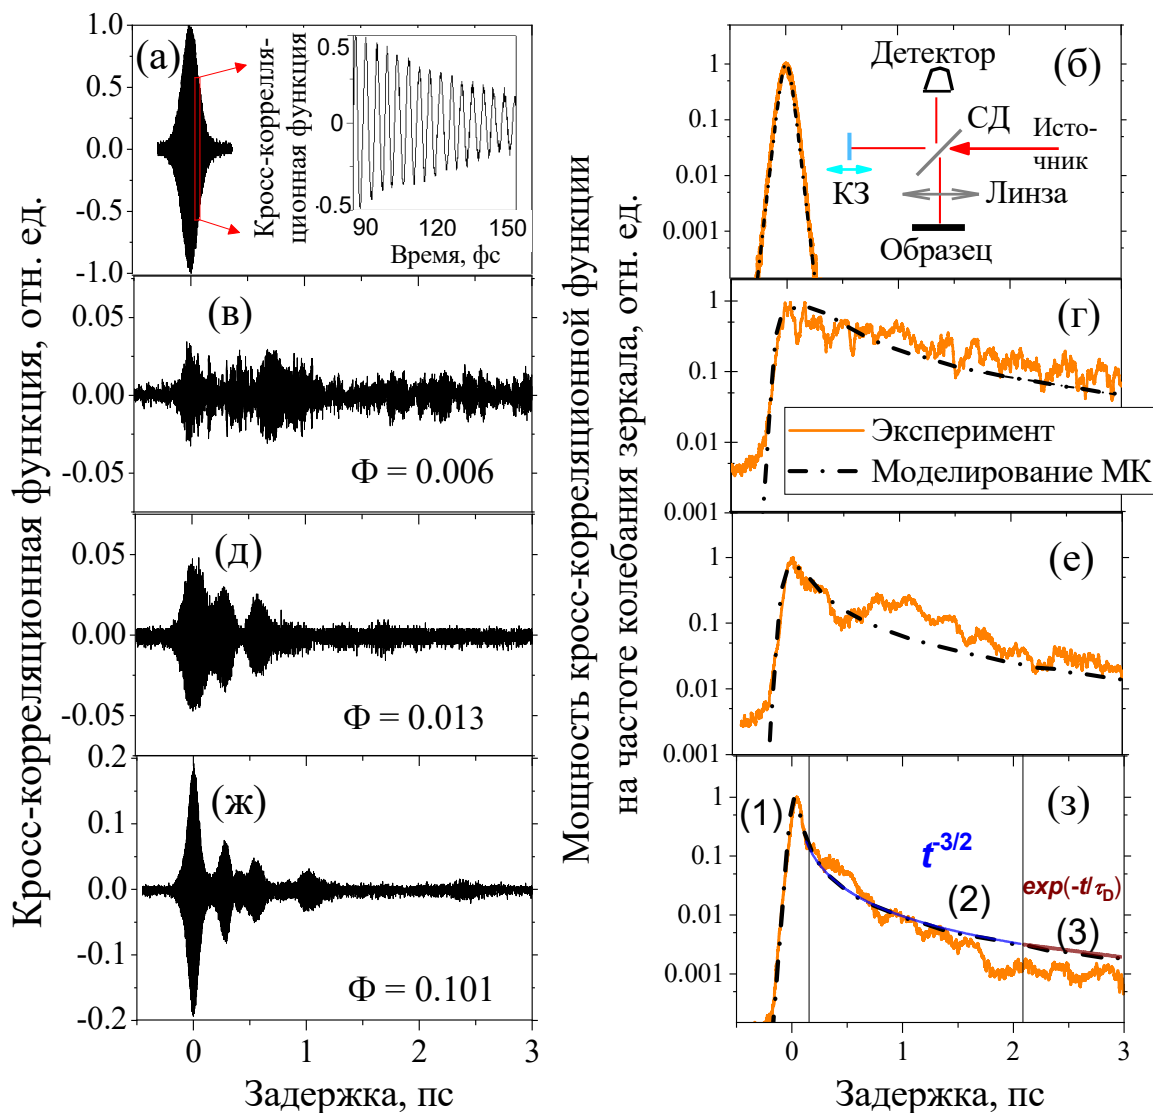 Кросс-корреляционная функция, отн. ед.
1.0
0.5
0.0
-0.5
-1.0
(а)
Кросс-коррелля-
ционная функция
0.5
0
-0.5
90
120
150
Время, фс
0.05
0.00
-0.05
(в)
Φ = 0.006
0.05
0.00
-0.05
(д)
Φ = 0.013
0.2
0.1
0.0
-0.1
-0.2
(ж)
Φ = 0.101
0
1
2
3
Задержка, пс
Мощность кросс-корреляционной функции
на частоте колебания зеркала, отн. ед.
1
0.1
0.01
0.001
(б)
Детектор
СД
Исто-
чник
КЗ
Линза
Образец
1
0.1
0.01
0.001
(г)
Эксперимент
Моделирование МК
1
0.1
0.01
0.001
(е)
1
0.1
0.01
0.001
(з)
(1)
t-3/2
(2)
exp(-t/τD)
(3)
0
1
2
3
Задержка, пс